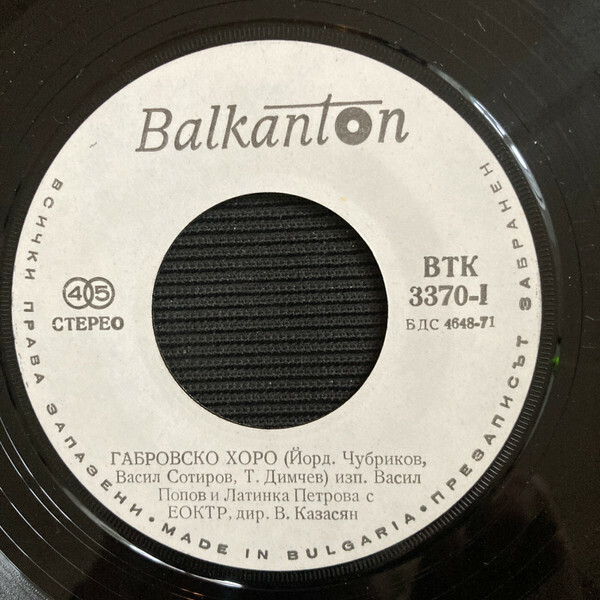 Balkanton
ВТК
3370-I
БДС 4648-71
45
СТЕРЕО
ГАБРОВСКО ХОРО (Йорд. Чубриков,
Васил Сотиров, Т. Димчев) изп. Васил
Попов и Латинка Петрова с
ЕОКТР, дир. В. Казасян
ВСИЧКИ ПРАВА ЗАПАЗЕНИ • MADE IN BULGARIA • ПРЕЗАПИСЪТ ЗАБРАНЕН